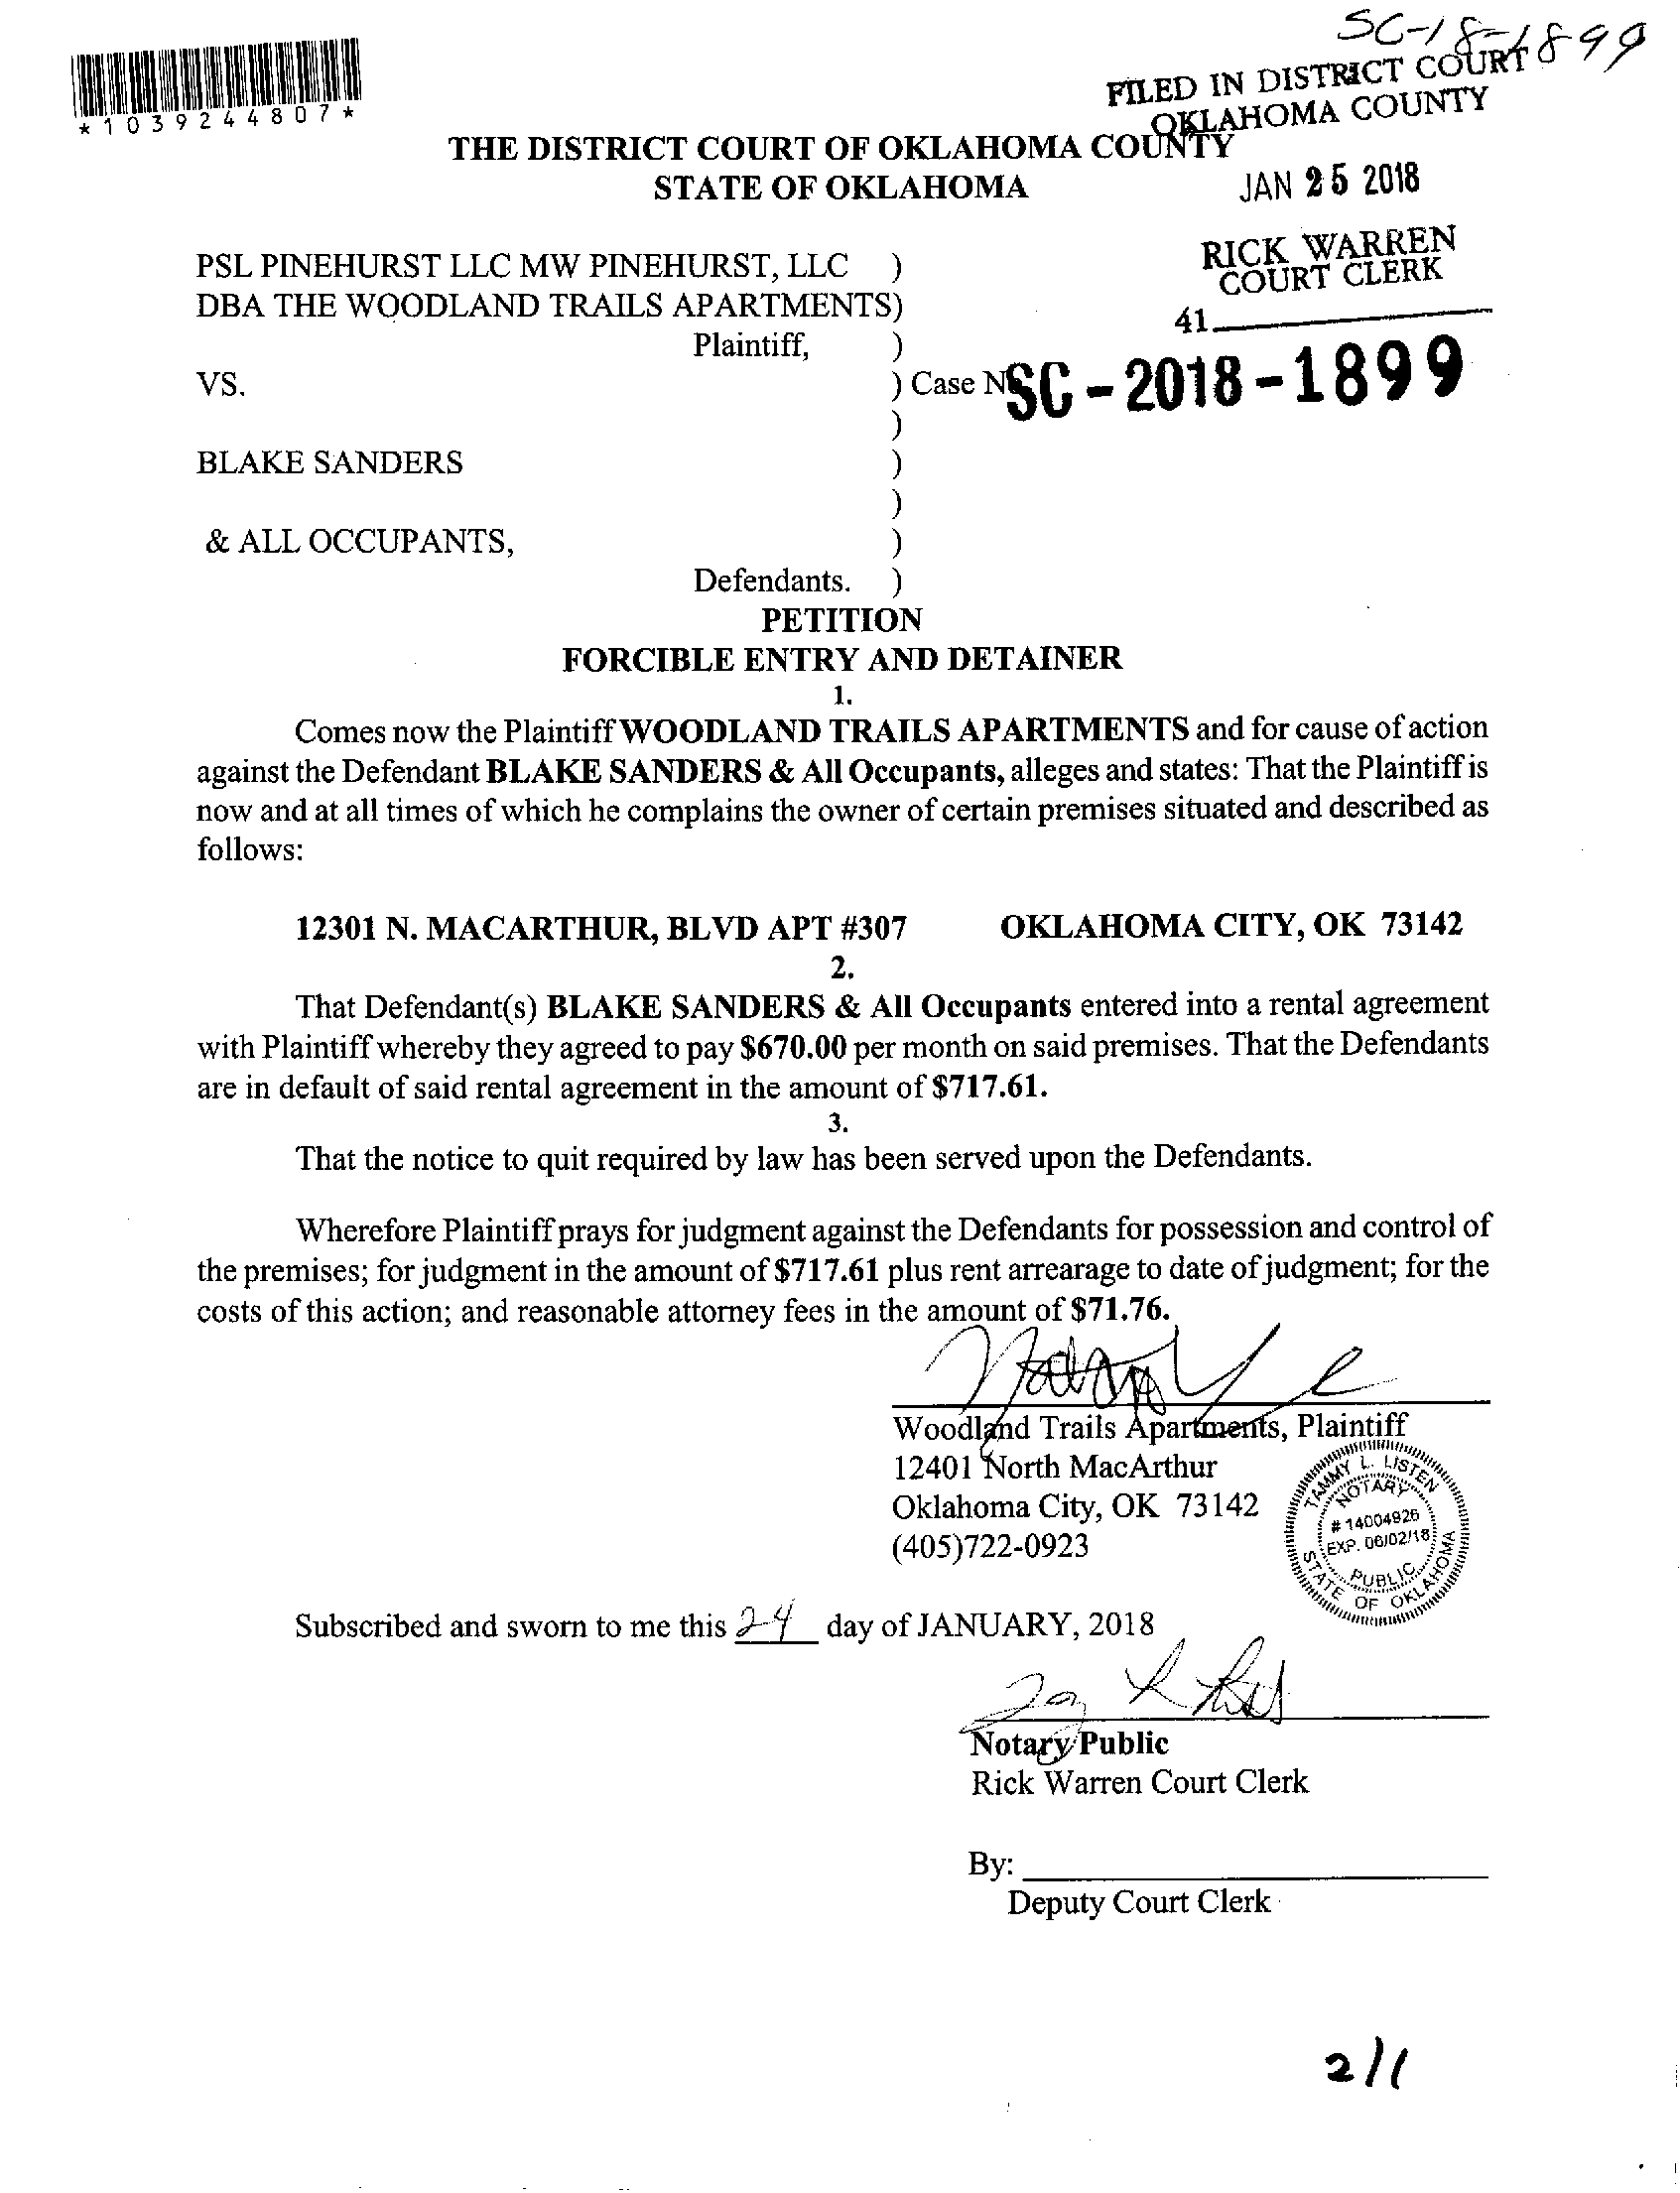 SC-18-1899
*1039244807*
FILED IN DISTRICT COURT
OKLAHOMA COUNTY
THE DISTRICT COURT OF OKLAHOMA COUNTY
STATE OF OKLAHOMA
JAN 25 2018
RICK WARREN
COURT CLERK
41
PSL PINEHURST LLC MW PINEHURST, LLC )
DBA THE WOODLAND TRAILS APARTMENTS)
Plaintiff, )
VS. ) Case No SC-2018-1899
)
BLAKE SANDERS )
)
& ALL OCCUPANTS, )
Defendants. )
PETITION
FORCIBLE ENTRY AND DETAINER
1.
Comes now the Plaintiff WOODLAND TRAILS APARTMENTS and for cause of action
against the Defendant BLAKE SANDERS & All Occupants, alleges and states: That the Plaintiff is
now and at all times of which he complains the owner of certain premises situated and described as
follows:
12301 N. MACARTHUR, BLVD APT #307 OKLAHOMA CITY, OK 73142
2.
That Defendant(s) BLAKE SANDERS & All Occupants entered into a rental agreement
with Plaintiff whereby they agreed to pay $670.00 per month on said premises. That the Defendants
are in default of said rental agreement in the amount of $717.61.
3.
That the notice to quit required by law has been served upon the Defendants.
Wherefore Plaintiff prays for judgment against the Defendants for possession and control of
the premises; for judgment in the amount of $717.61 plus rent arrearage to date of judgment; for the
costs of this action; and reasonable attorney fees in the amount of $71.76.
Woodland Trails Apartments, Plaintiff
12401 North MacArthur
Oklahoma City, OK 73142
(405)722-0923
TAMMY L. LISTEN
NOTARY
# 14004926
EXP. 06/02/18
PUBLIC
STATE OF OKLAHOMA
Subscribed and sworn to me this 24 day of JANUARY, 2018
Notary Public
Rick Warren Court Clerk
By:
Deputy Court Clerk
2/1